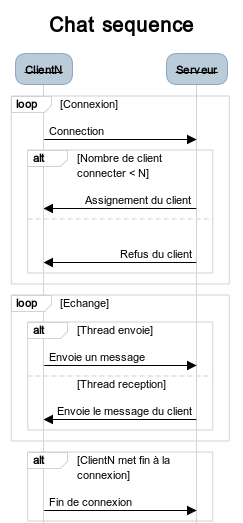 Chat sequence
ClientN Serveur
loop [Connexion]
Connection
alt [Nombre de client
connecter < N]
Assignement du client
Refus du client
loop [Echange]
alt [Thread envoie]
Envoie un message
[Thread reception]
Envoie le message du client
alt [ClientN met fin à la
connexion]
Fin de connexion